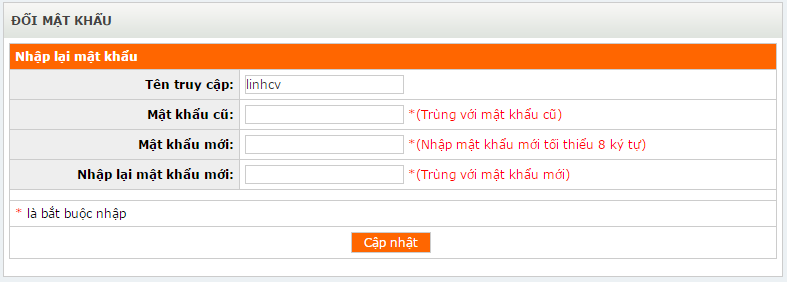 ĐỔI MẬT KHẨU
Nhập lại mật khẩu
Tên truy cập: linhcv
Mật khẩu cũ: *(Trùng với mật khẩu cũ)
Mật khẩu mới: *(Nhập mật khẩu mới tối thiểu 8 ký tự)
Nhập lại mật khẩu mới: *(Trùng với mật khẩu mới)
* là bắt buộc nhập
Cập nhật